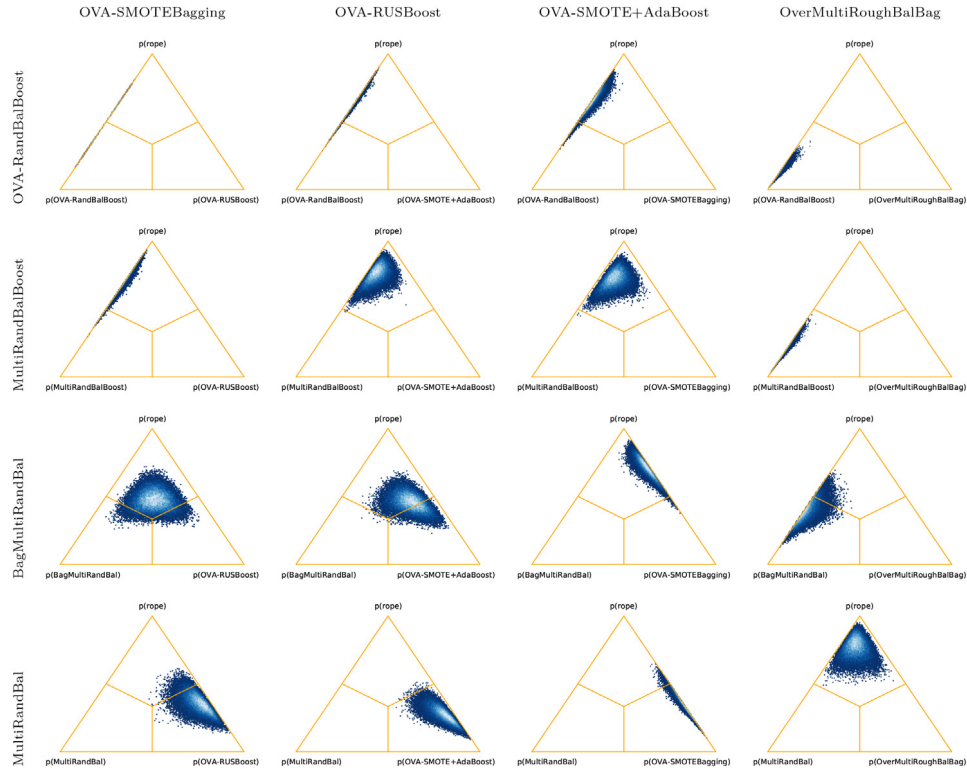 OVA-SMOTEBagging OVA-RUSBoost OVA-SMOTE+AdaBoost OverMultiRoughBalBag
OVA-RandBalBoost
p(rope) p(rope) p(rope) p(rope)
p(OVA-RandBalBoost) p(OVA-RUSBoost) p(OVA-RandBalBoost) p(OVA-SMOTE+AdaBoost) p(OVA-RandBalBoost) p(OVA-SMOTEBagging) p(OVA-RandBalBoost) p(OverMultiRoughBalBag)
MultiRandBalBoost
p(rope) p(rope) p(rope) p(rope)
p(MultiRandBalBoost) p(OVA-RUSBoost) p(MultiRandBalBoost) p(OVA-SMOTE+AdaBoost) p(MultiRandBalBoost) p(OVA-SMOTEBagging) p(MultiRandBalBoost) p(OverMultiRoughBalBag)
BagMultiRandBal
p(rope) p(rope) p(rope) p(rope)
p(BagMultiRandBal) p(OVA-RUSBoost) p(BagMultiRandBal) p(OVA-SMOTE+AdaBoost) p(BagMultiRandBal) p(OVA-SMOTEBagging) p(BagMultiRandBal) p(OverMultiRoughBalBag)
MultiRandBal
p(rope) p(rope) p(rope) p(rope)
p(MultiRandBal) p(OVA-RUSBoost) p(MultiRandBal) p(OVA-SMOTE+AdaBoost) p(MultiRandBal) p(OVA-SMOTEBagging) p(MultiRandBal) p(OverMultiRoughBalBag)